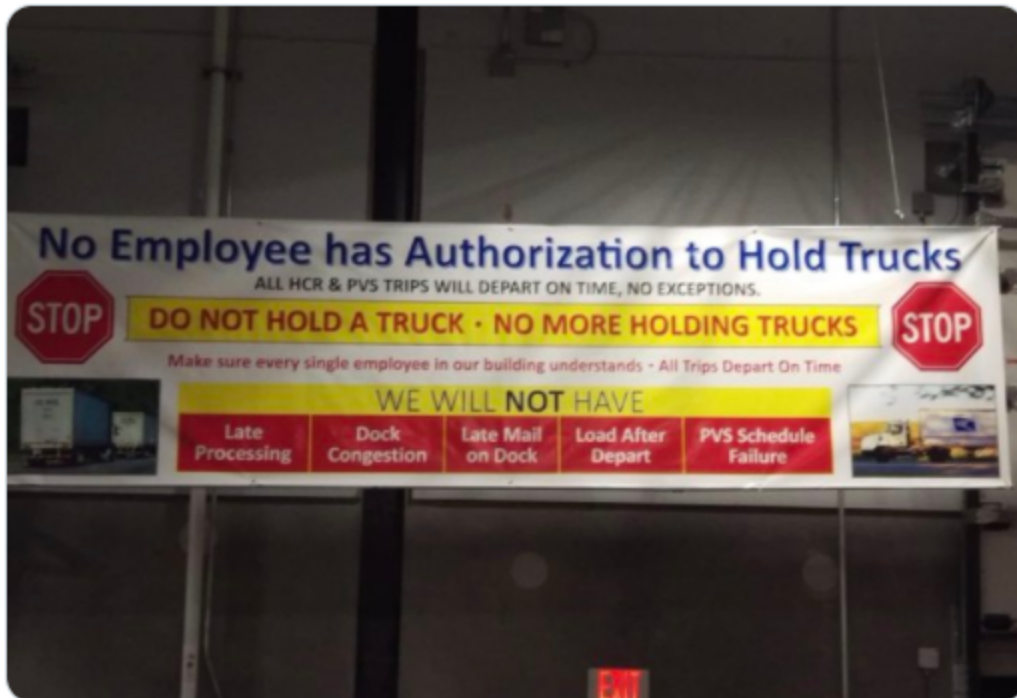 No Employee has Authorization to Hold Trucks
ALL HCR & PVS TRIPS WILL DEPART ON TIME, NO EXCEPTIONS.
STOP
DO NOT HOLD A TRUCK · NO MORE HOLDING TRUCKS
STOP
Make sure every single employee in our building understands - All Trips Depart On Time
WE WILL NOT HAVE
Late Processing
Dock Congestion
Late Mail on Dock
Load After Depart
PVS Schedule Failure
EXIT